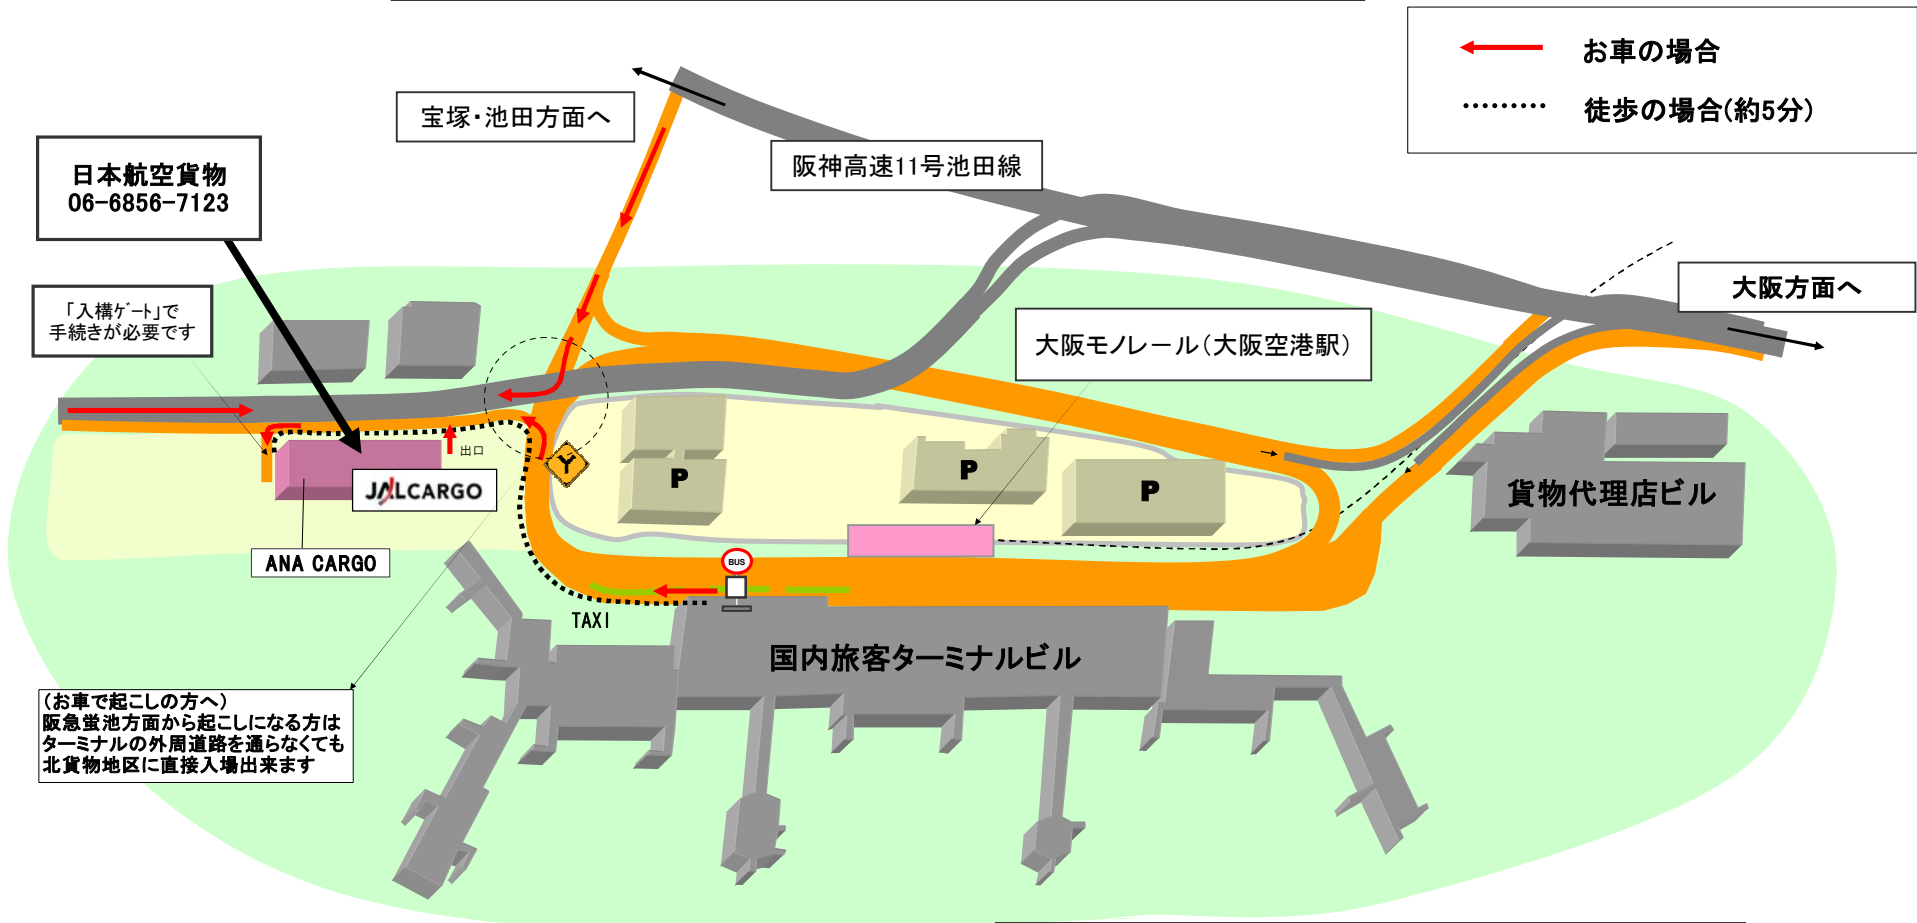 お車の場合
徒歩の場合(約5分)
宝塚・池田方面へ
阪神高速11号池田線
日本航空貨物
06-6856-7123
大阪方面へ
「入構ゲート」で
手続きが必要です
大阪モノレール(大阪空港駅)
出口
P
P
P
JALCARGO
貨物代理店ビル
ANA CARGO
BUS
TAXI
国内旅客ターミナルビル
(お車で起こしの方へ)
阪急蛍池方面から起こしになる方は
ターミナルの外周道路を通らなくても
北貨物地区に直接入場出来ます